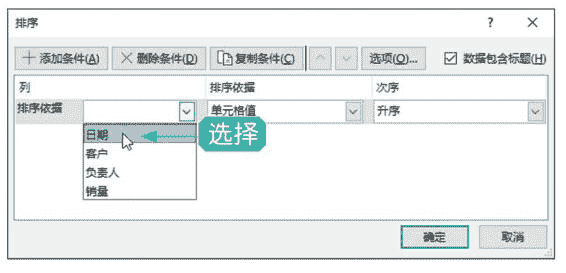 排序 ?
添加条件(A) 删除条件(D) 复制条件(C) 选项(O)... 数据包含标题(H)
列 排序依据 次序
排序依据 单元格值 升序
日期 选择
客户
负责人
销量
确定 取消